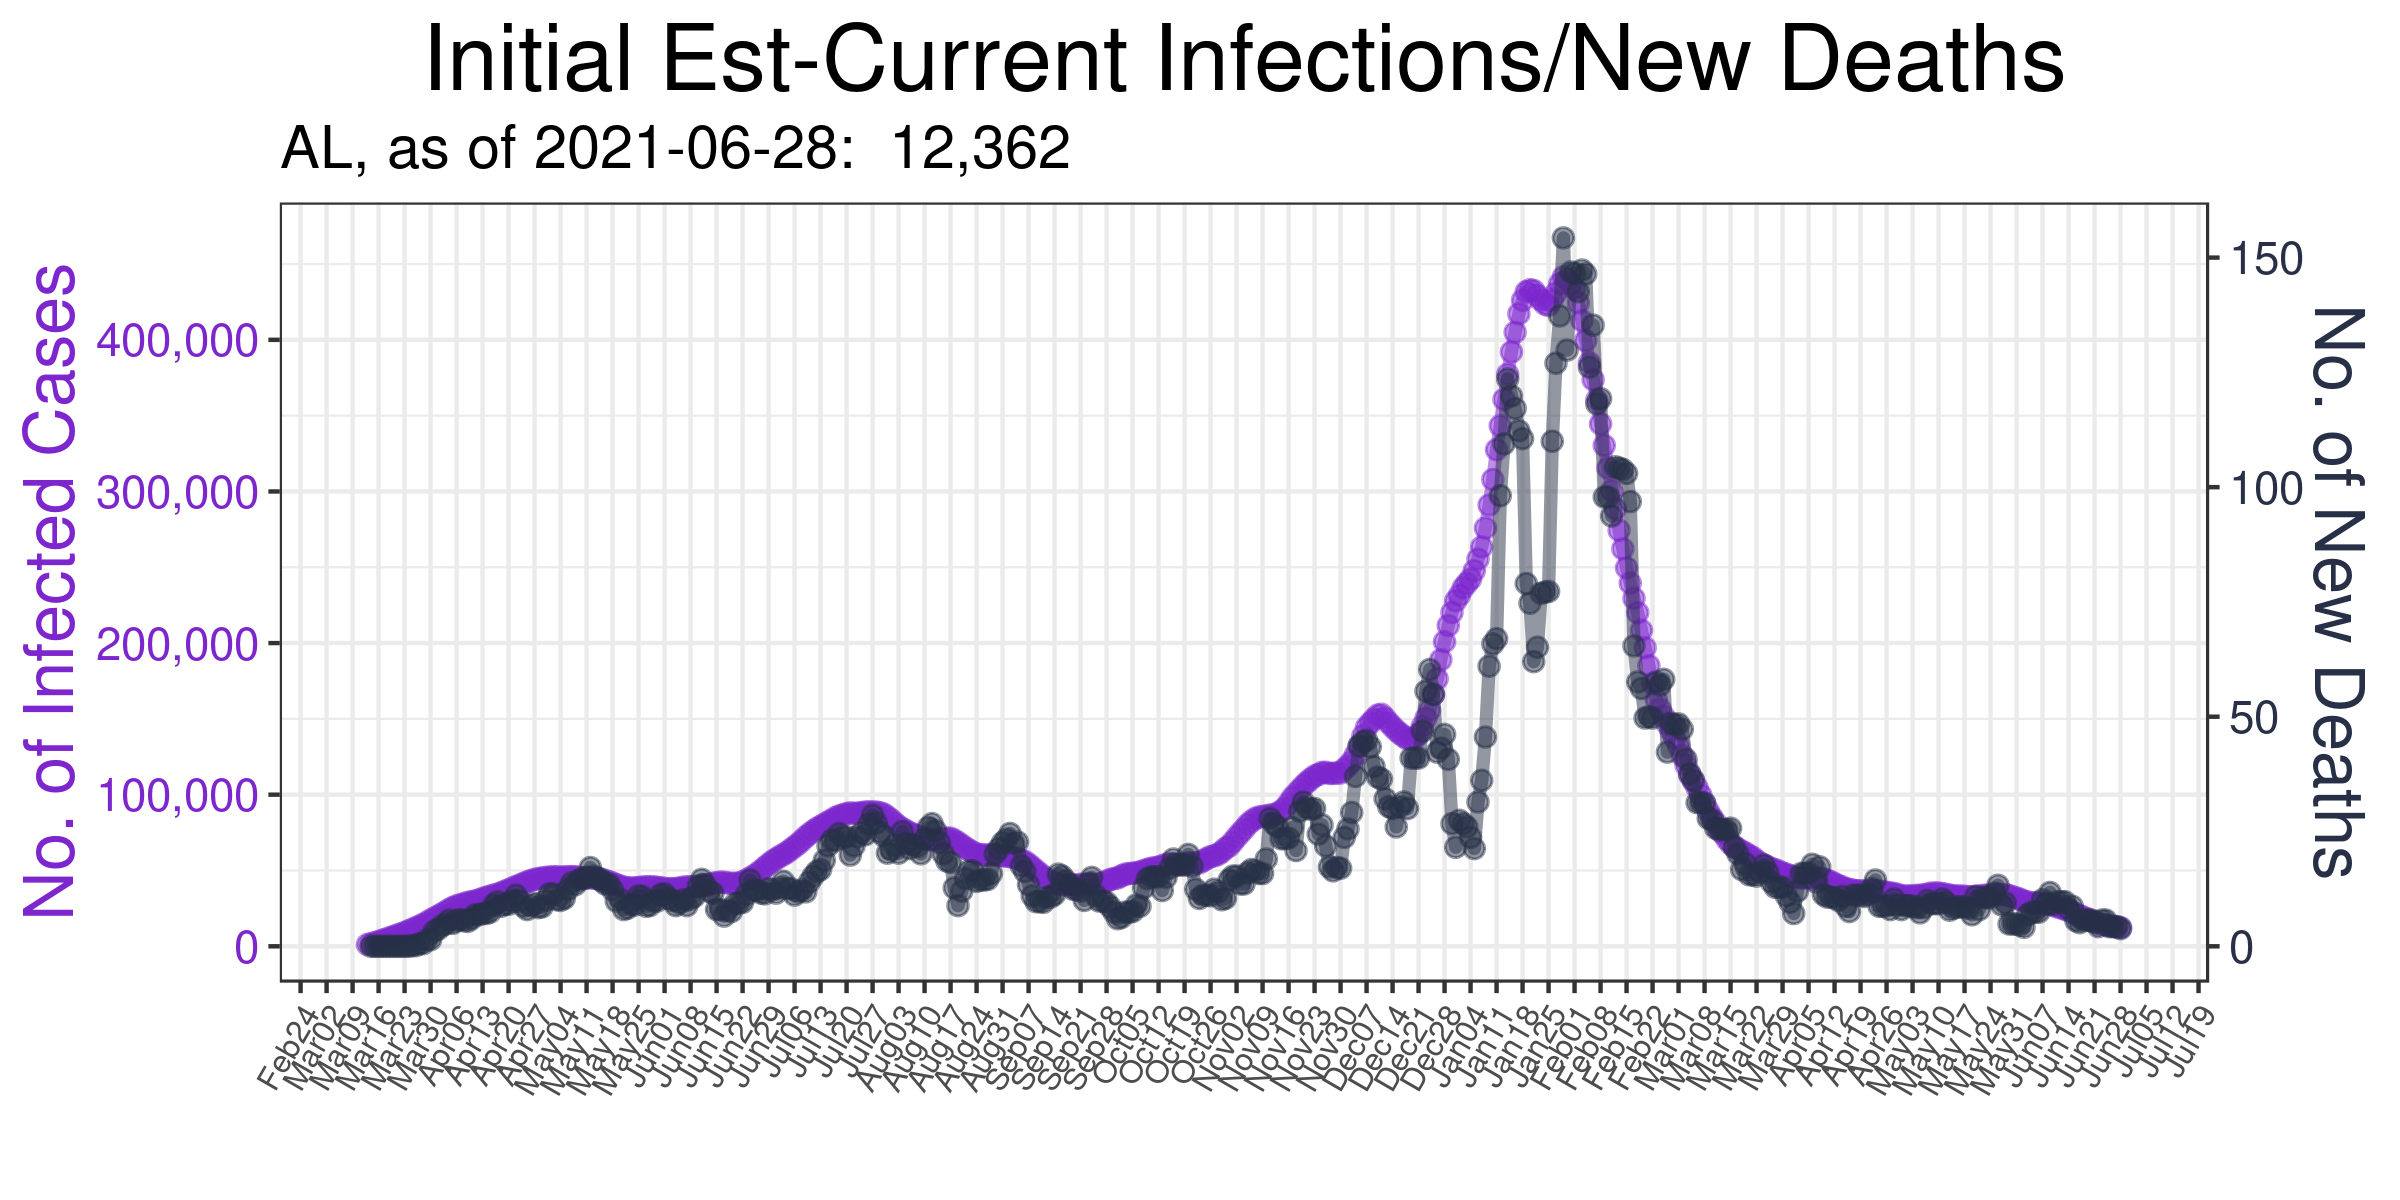 Initial Est-Current Infections/New Deaths
AL, as of 2021-06-28: 12,362
No. of Infected Cases
400,000
300,000
200,000
100,000
0
150
100
50
0
No. of New Deaths
Feb24
Mar02
Mar09
Mar16
Mar23
Mar30
Apr06
Apr13
Apr20
Apr27
May04
May11
May18
May25
Jun01
Jun08
Jun15
Jun22
Jun29
Jul06
Jul13
Jul20
Jul27
Aug03
Aug10
Aug17
Aug24
Aug31
Sep07
Sep14
Sep21
Sep28
Oct05
Oct12
Oct19
Oct26
Nov02
Nov09
Nov16
Nov23
Nov30
Dec07
Dec14
Dec21
Dec28
Jan04
Jan11
Jan18
Jan25
Feb01
Feb08
Feb15
Feb22
Mar01
Mar08
Mar15
Mar22
Mar29
Apr05
Apr12
Apr19
Apr26
May03
May10
May17
May24
May31
Jun07
Jun14
Jun21
Jun28
Jul05
Jul12
Jul19